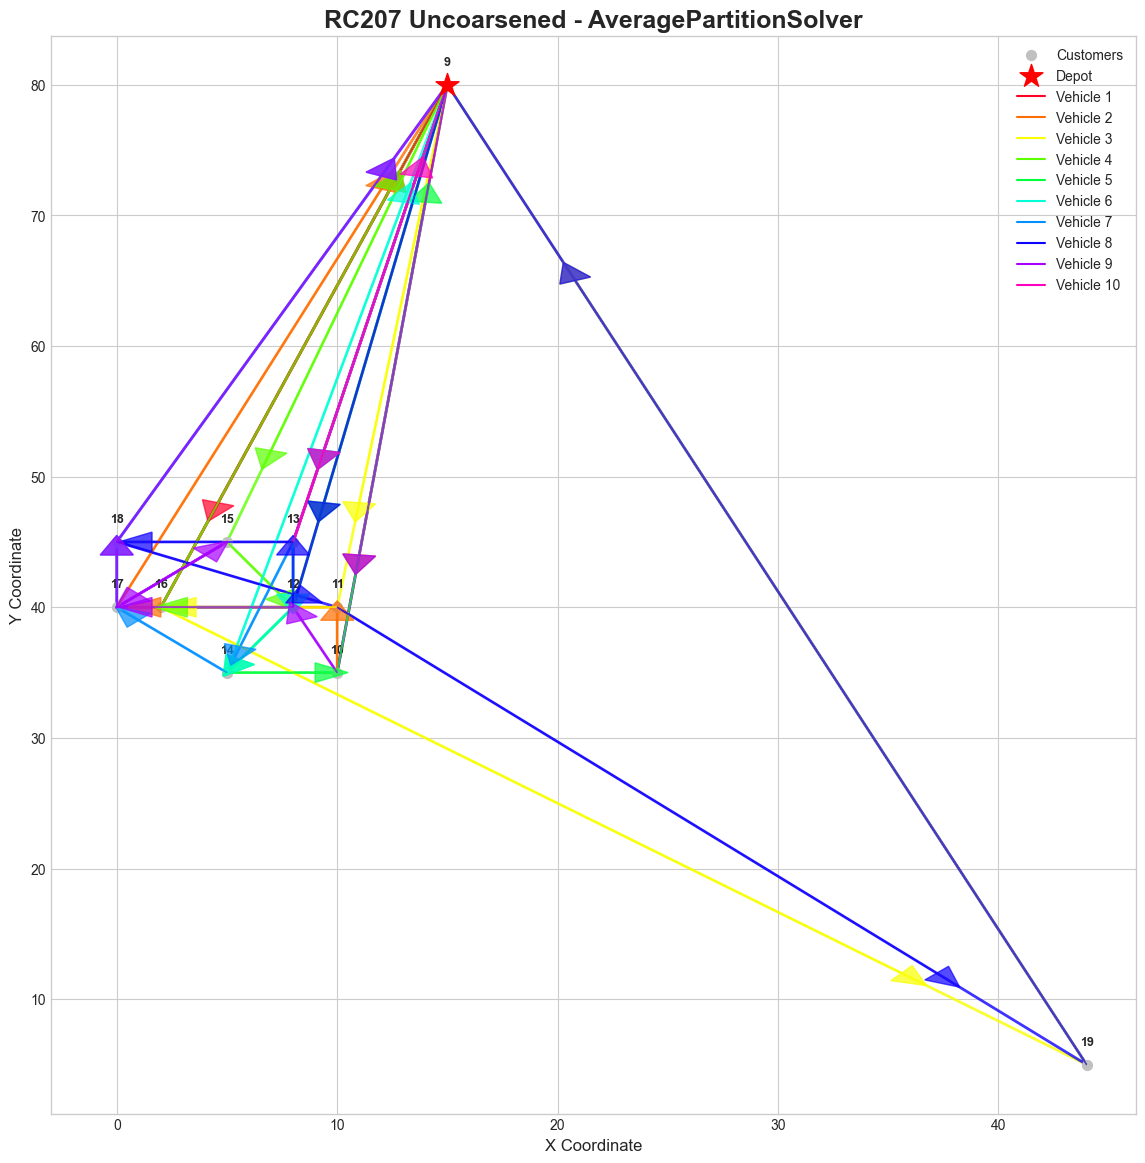 RC207 Uncoarsened - AveragePartitionSolver
Customers
Depot
Vehicle 1
Vehicle 2
Vehicle 3
Vehicle 4
Vehicle 5
Vehicle 6
Vehicle 7
Vehicle 8
Vehicle 9
Vehicle 10
9
18
15
13
17
16
12
11
14
10
19
80
70
60
50
40
30
20
10
Y Coordinate
0
10
20
30
40
X Coordinate